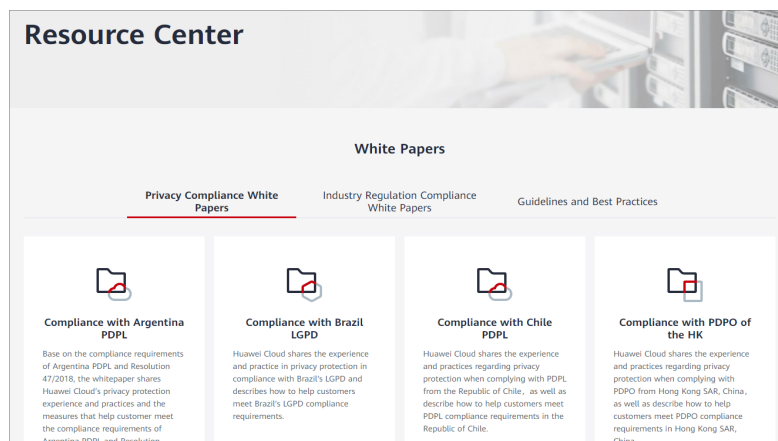 Resource Center
White Papers
Privacy Compliance White
Papers
Industry Regulation Compliance
White Papers
Guidelines and Best Practices
Compliance with Argentina
PDPL
Base on the compliance requirements
of Argentina PDPL and Resolution
47/2018, the whitepaper shares
Huawei Cloud's privacy protection
experience and practices and the
measures that help customer meet
the compliance requirements of
Argentina PDPL and Resolution
Compliance with Brazil
LGPD
Huawei Cloud shares the experience
and practice in privacy protection in
compliance with Brazil's LGPD and
describes how to help customers
meet Brazil's LGPD compliance
requirements.
Compliance with Chile
PDPL
Huawei Cloud shares the experience
and practices regarding privacy
protection when complying with PDPL
from the Republic of Chile, as well as
describe how to help customers meet
PDPL compliance requirements in the
Republic of Chile.
Compliance with PDPO of
the HK
Huawei Cloud shares the experience
and practices regarding privacy
protection when complying with
PDPO from Hong Kong SAR, China,
as well as describe how to help
customers meet PDPO compliance
requirements in Hong Kong SAR,
China.